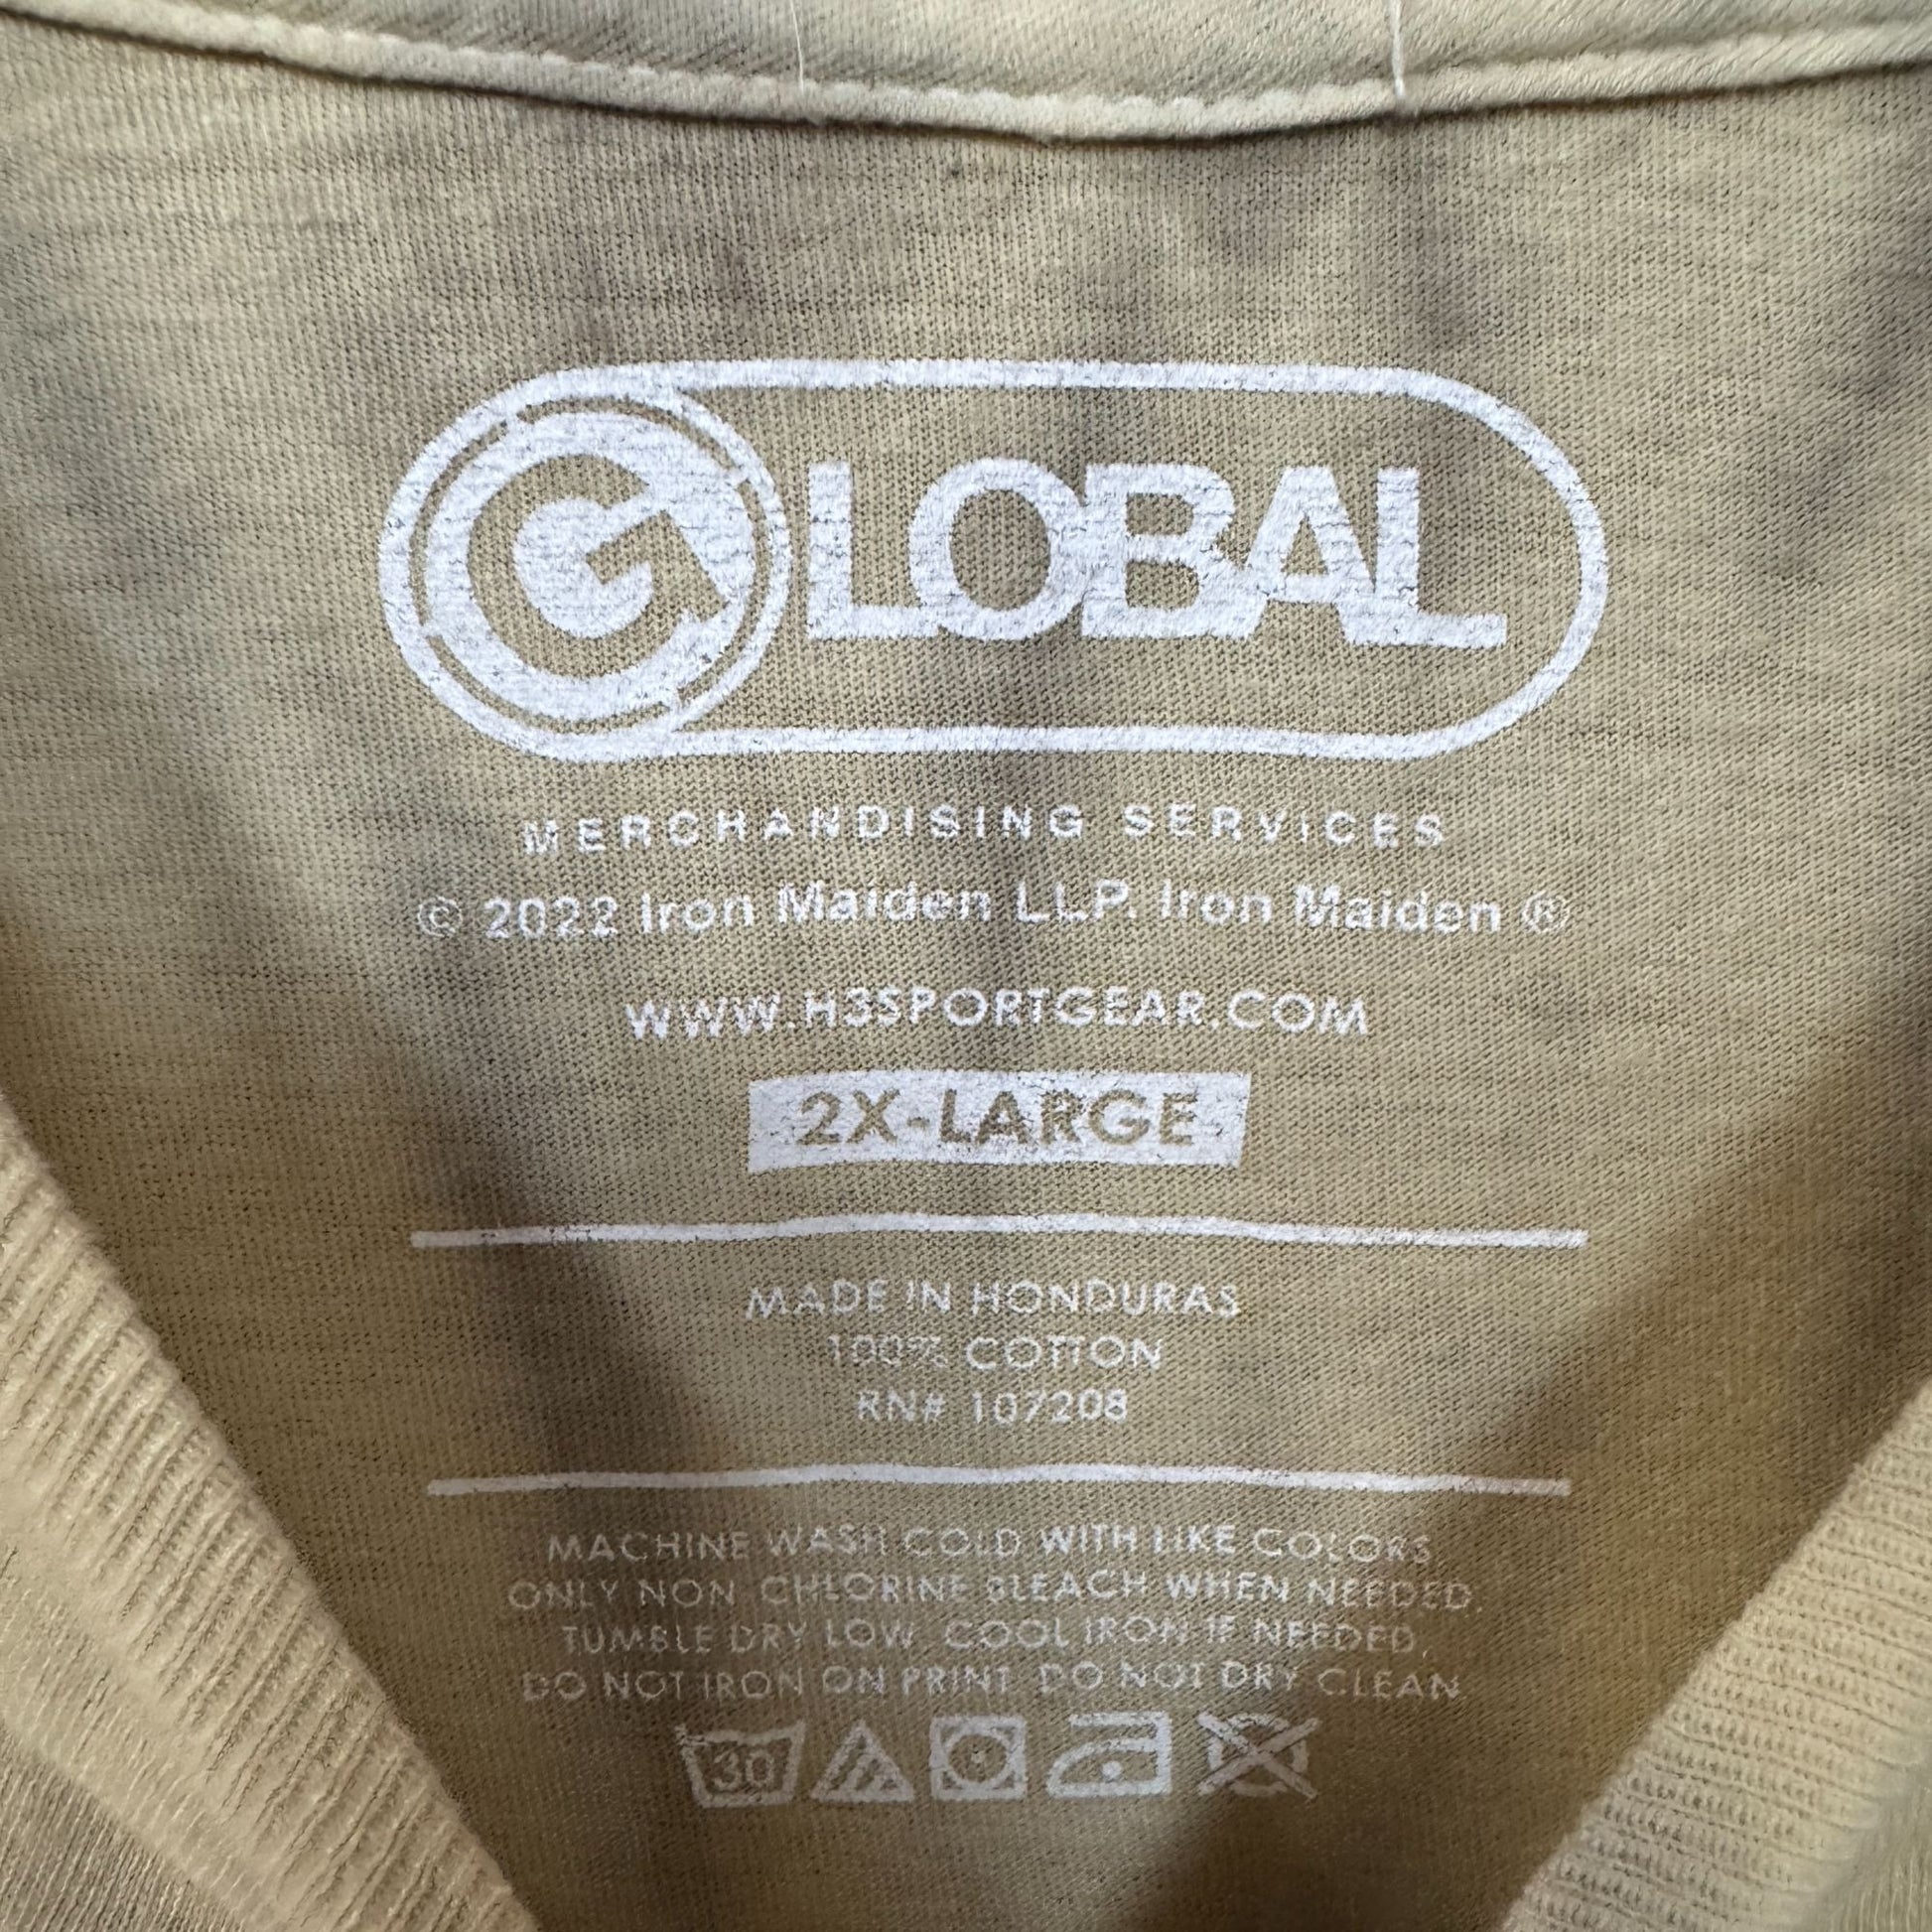 GLOBAL
MERCHANDISING SERVICES
© 2022 Iron Maiden LLP. Iron Maiden ®
WWW.H3SPORTGEAR.COM
2X-LARGE
MADE IN HONDURAS
100% COTTON
RN# 107208
MACHINE WASH COLD WITH LIKE COLORS.
ONLY NON CHLORINE BLEACH WHEN NEEDED.
TUMBLE DRY LOW. COOL IRON IF NEEDED.
DO NOT IRON ON PRINT. DO NOT DRY CLEAN
30